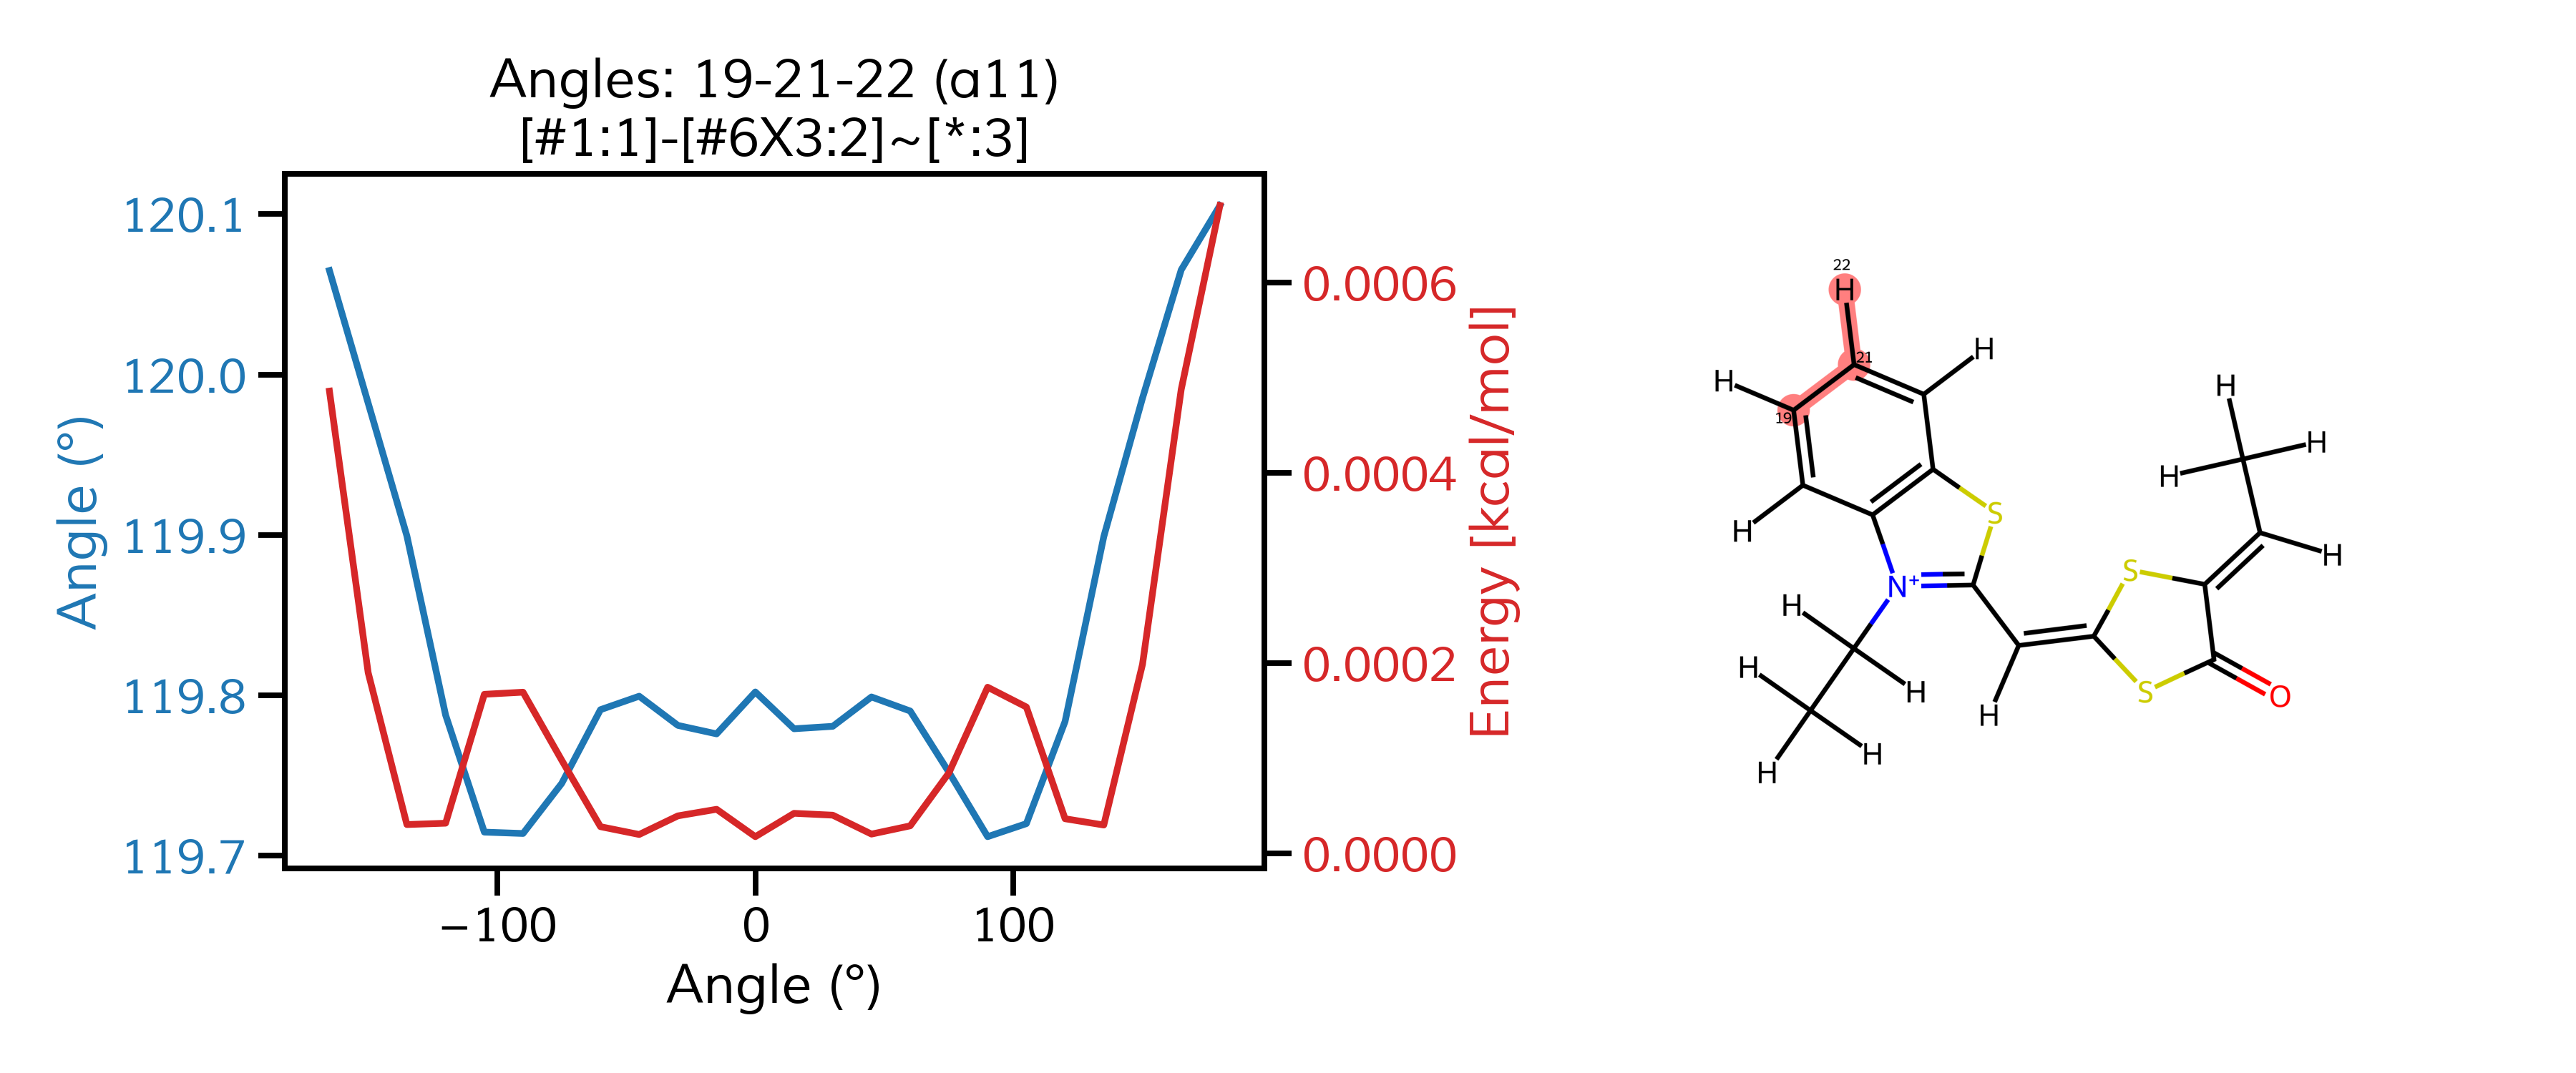 Angles: 19-21-22 (a11)
[#1:1]-[#6X3:2]~[*:3]
Angle (°)
120.1
120.0
119.9
119.8
119.7
−100
0
100
Angle (°)
0.0006
0.0004
0.0002
0.0000
Energy [kcal/mol]
22
H
21
H
H
19
H
H
H
H
S
H
S
N⁺
H
H
H
S
O
H
H
H